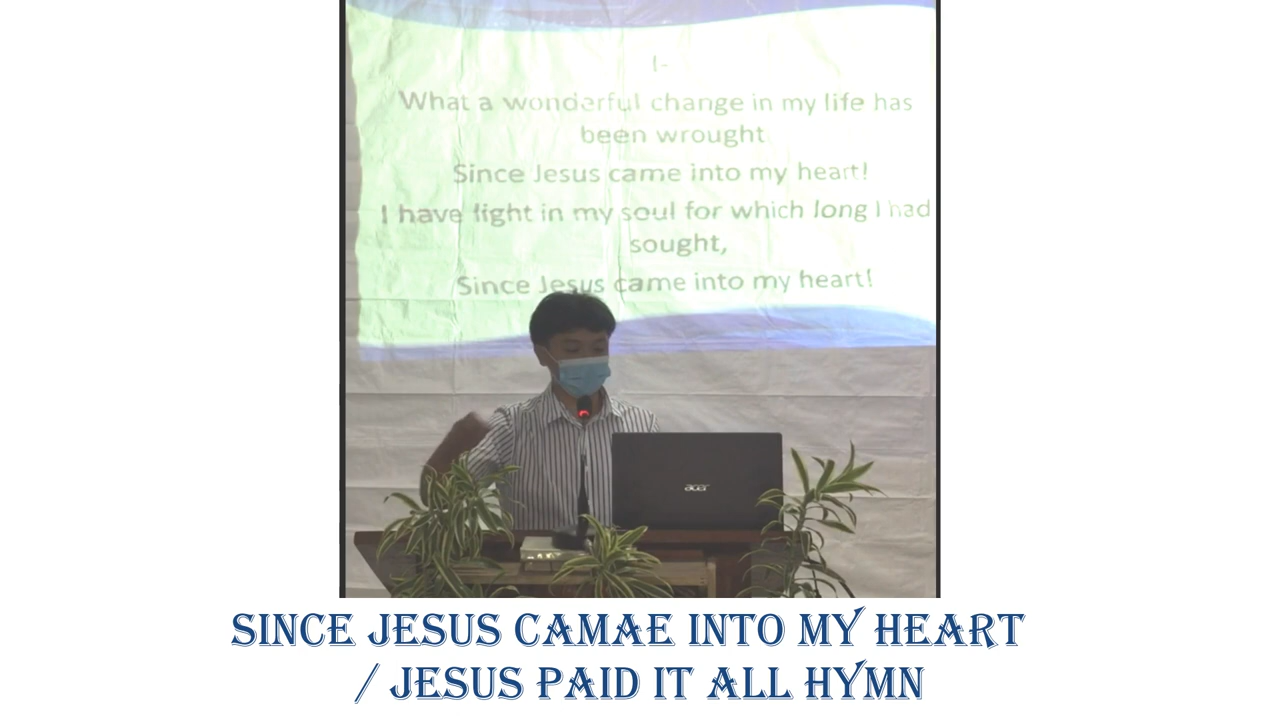 I-
What a wonderful change in my life has
been wrought
Since Jesus came into my heart!
I have light in my soul for which long I had
sought,
Since Jesus came into my heart!
acer
SINCE JESUS CAMAE INTO MY HEART
/ JESUS PAID IT ALL HYMN